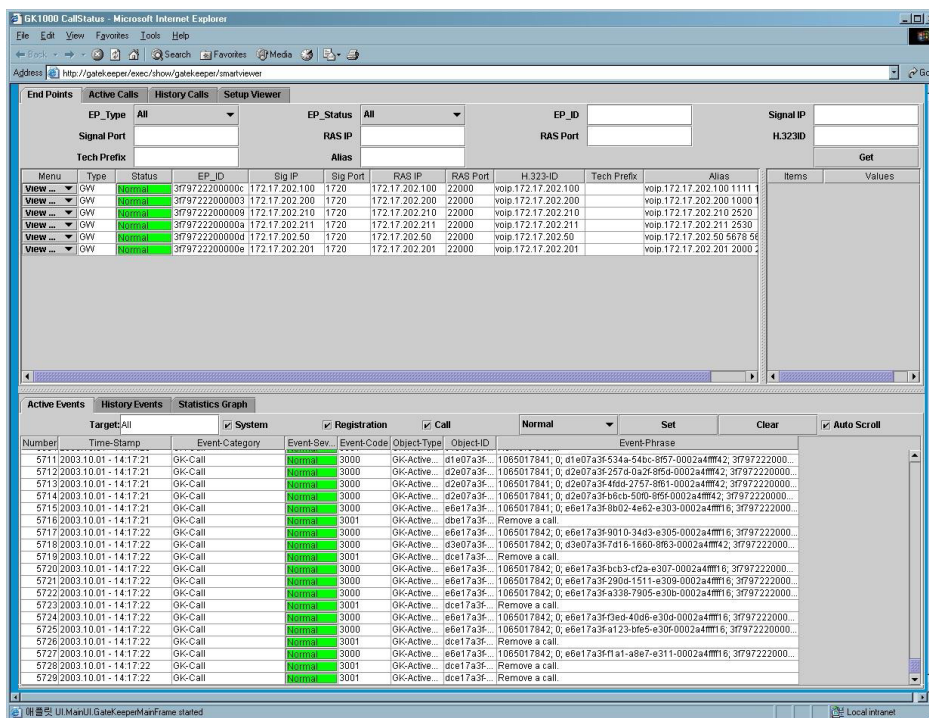 GK1000 CallStatus - Microsoft Internet Explorer
File Edit View Favorites Tools Help
Back Search Favorites Media
Address http://gatekeeper/exec/show/gatekeeper/smartviewer Go
End Points Active Calls History Calls Setup Viewer
EP_Type All EP_Status All EP_ID Signal IP
Signal Port RAS IP RAS Port H.323ID
Tech Prefix Alias Get
Menu Type Status EP_ID Sig IP Sig Port RAS IP RAS Port H.323-ID Tech Prefix Alias Items Values
View ... GW Normal 3f79722200000c 172.17.202.100 1720 172.17.202.100 22000 voip.172.17.202.100 voip.172.17.202.100 1111 1
View ... GW Normal 3f797222000003 172.17.202.200 1720 172.17.202.200 22000 voip.172.17.202.200 voip.172.17.202.200 1000 1
View ... GW Normal 3f797222000009 172.17.202.210 1720 172.17.202.210 22000 voip.172.17.202.210 voip.172.17.202.210 2520
View ... GW Normal 3f79722200000a 172.17.202.211 1720 172.17.202.211 22000 voip.172.17.202.211 voip.172.17.202.211 2530
View ... GW Normal 3f79722200000d 172.17.202.50 1720 172.17.202.50 22000 voip.172.17.202.50 voip.172.17.202.50 5678 56
View ... GW Normal 3f79722200000e 172.17.202.201 1720 172.17.202.201 22000 voip.172.17.202.201 voip.172.17.202.201 2000 2
Active Events History Events Statistics Graph
Target: All System Registration Call Normal Set Clear Auto Scroll
Number Time-Stamp Event-Category Event-Sev... Event-Code Object-Type Object-ID Event-Phrase
5711 2003.10.01 - 14:17:21 GK-Call Normal 3000 GK-Active... d1e07a3f-... 1065017841; 0; d1e07a3f-534a-54bc-8f57-0002a4ffff42; 3f797222000...
5712 2003.10.01 - 14:17:21 GK-Call Normal 3000 GK-Active... d2e07a3f-... 1065017841; 0; d2e07a3f-257d-0a2f-8f5d-0002a4ffff42; 3f797222000...
5713 2003.10.01 - 14:17:21 GK-Call Normal 3000 GK-Active... d2e07a3f-... 1065017841; 0; d2e07a3f-4fdd-2757-8f61-0002a4ffff42; 3f797222000...
5714 2003.10.01 - 14:17:21 GK-Call Normal 3000 GK-Active... d2e07a3f-... 1065017841; 0; d2e07a3f-b6cb-50f0-8f5f-0002a4ffff42; 3f797222000...
5715 2003.10.01 - 14:17:21 GK-Call Normal 3000 GK-Active... e6e17a3f-... 1065017841; 0; e6e17a3f-8b02-4e62-e303-0002a4ffff16; 3f797222000...
5716 2003.10.01 - 14:17:21 GK-Call Normal 3001 GK-Active... dbe17a3f-... Remove a call.
5717 2003.10.01 - 14:17:22 GK-Call Normal 3000 GK-Active... e6e17a3f-... 1065017842; 0; e6e17a3f-9010-34d3-e305-0002a4ffff16; 3f797222000...
5718 2003.10.01 - 14:17:22 GK-Call Normal 3000 GK-Active... d3e07a3f-... 1065017842; 0; d3e07a3f-7d16-1660-8f63-0002a4ffff42; 3f797222000...
5719 2003.10.01 - 14:17:22 GK-Call Normal 3001 GK-Active... dce17a3f-... Remove a call.
5720 2003.10.01 - 14:17:22 GK-Call Normal 3000 GK-Active... e6e17a3f-... 1065017842; 0; e6e17a3f-bcb3-cf2a-e307-0002a4ffff16; 3f797222000...
5721 2003.10.01 - 14:17:22 GK-Call Normal 3000 GK-Active... e6e17a3f-... 1065017842; 0; e6e17a3f-290d-1511-e309-0002a4ffff16; 3f797222000...
5722 2003.10.01 - 14:17:22 GK-Call Normal 3000 GK-Active... e6e17a3f-... 1065017842; 0; e6e17a3f-a338-7905-e30b-0002a4ffff16; 3f797222000...
5723 2003.10.01 - 14:17:22 GK-Call Normal 3001 GK-Active... dce17a3f-... Remove a call.
5724 2003.10.01 - 14:17:22 GK-Call Normal 3000 GK-Active... e6e17a3f-... 1065017842; 0; e6e17a3f-f3ed-40d6-e30d-0002a4ffff16; 3f797222000...
5725 2003.10.01 - 14:17:22 GK-Call Normal 3000 GK-Active... e6e17a3f-... 1065017842; 0; e6e17a3f-a123-bfe5-e30f-0002a4ffff16; 3f797222000...
5726 2003.10.01 - 14:17:22 GK-Call Normal 3001 GK-Active... dce17a3f-... Remove a call.
5727 2003.10.01 - 14:17:22 GK-Call Normal 3000 GK-Active... e6e17a3f-... 1065017842; 0; e6e17a3f-f1a1-a8e7-e311-0002a4ffff16; 3f797222000...
5728 2003.10.01 - 14:17:22 GK-Call Normal 3001 GK-Active... dce17a3f-... Remove a call.
5729 2003.10.01 - 14:17:22 GK-Call Normal 3001 GK-Active... dce17a3f-... Remove a call.
애플릿 UI.MainUI.GateKeeperMainFrame started Local intranet